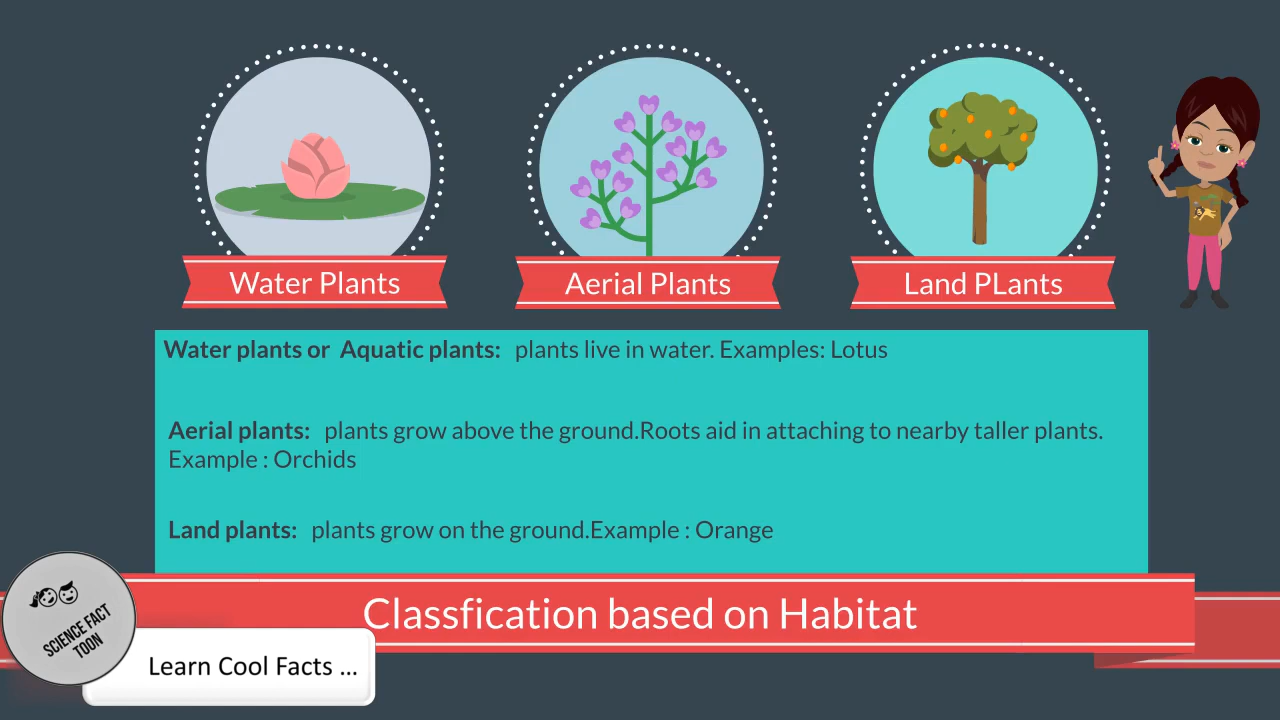 Water Plants
Aerial Plants
Land PLants
Water plants or Aquatic plants: plants live in water. Examples: Lotus
Aerial plants: plants grow above the ground.Roots aid in attaching to nearby taller plants.
Example : Orchids
Land plants: plants grow on the ground.Example : Orange
Classfication based on Habitat
SCIENCE FACT
TOON
Learn Cool Facts ...